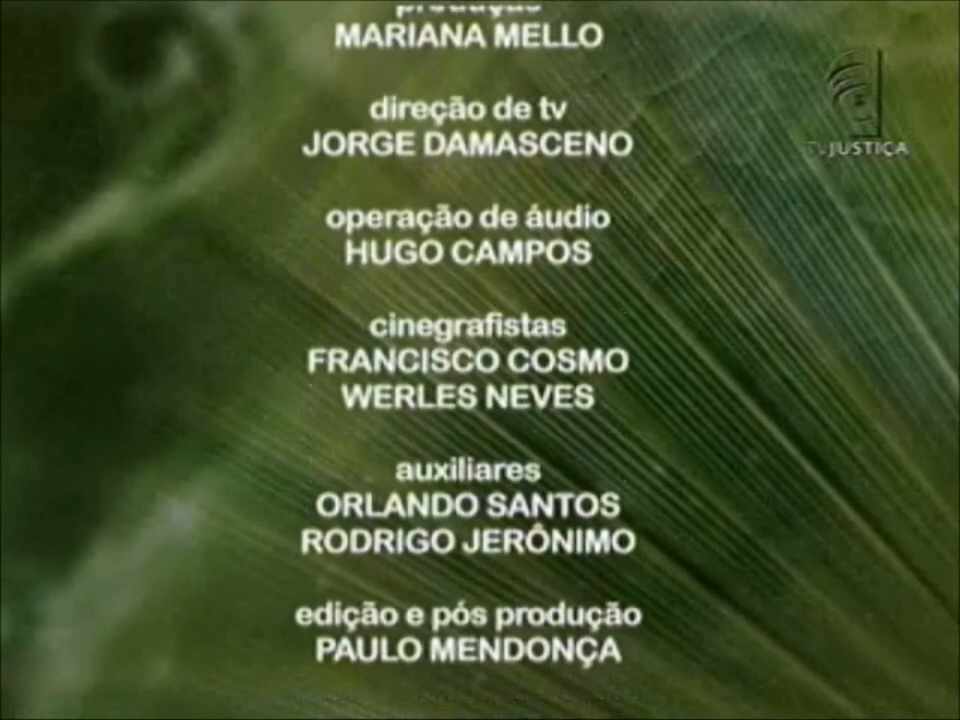 produção
MARIANA MELLO
direção de tv
JORGE DAMASCENO
TV JUSTIÇA
operação de áudio
HUGO CAMPOS
cinegrafistas
FRANCISCO COSMO
WERLES NEVES
auxiliares
ORLANDO SANTOS
RODRIGO JERÔNIMO
edição e pós produção
PAULO MENDONÇA